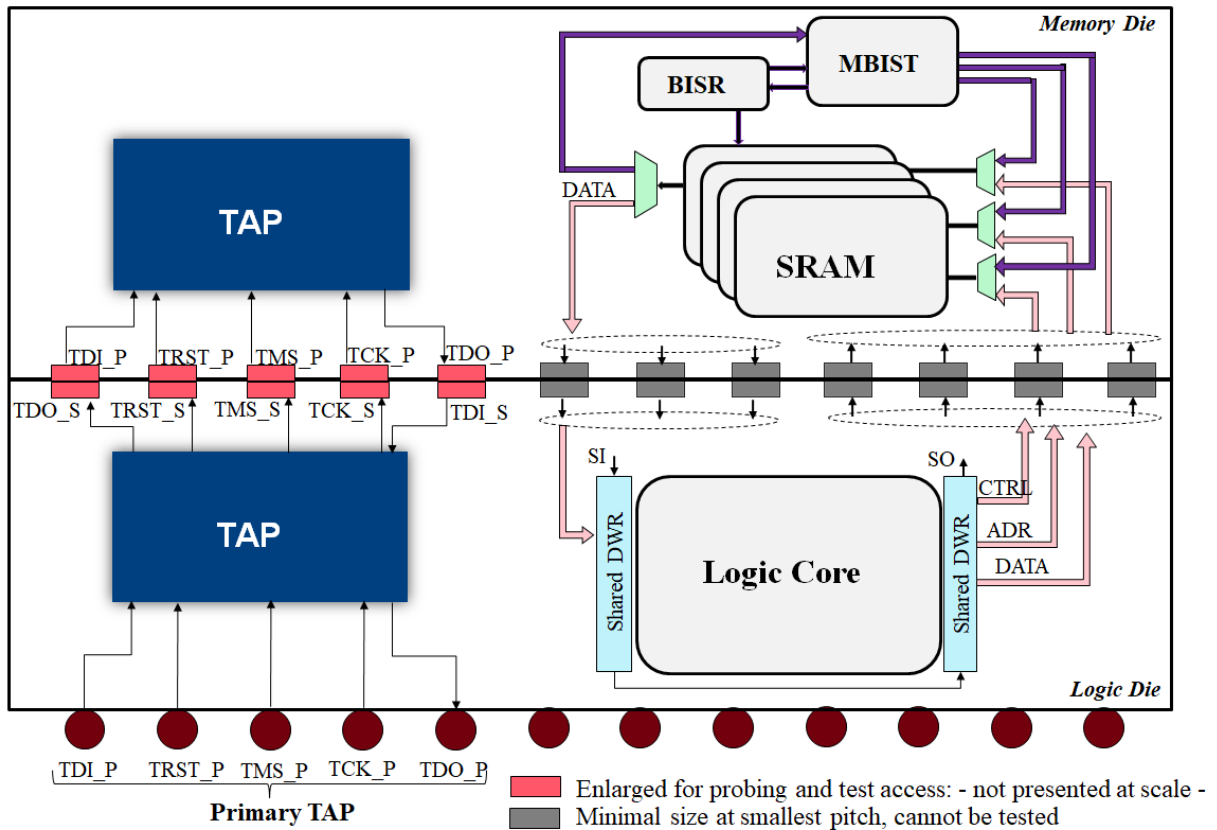 Memory Die
MBIST
BISR
TAP
DATA
SRAM
TDI_P
TRST_P
TMS_P
TCK_P
TDO_P
TDO_S
TRST_S
TMS_S
TCK_S
TDI_S
SI
SO
CTRL
TAP
Shared DWR
Logic Core
Shared DWR
ADR
DATA
Logic Die
TDI_P
TRST_P
TMS_P
TCK_P
TDO_P
Primary TAP
Enlarged for probing and test access: - not presented at scale -
Minimal size at smallest pitch, cannot be tested